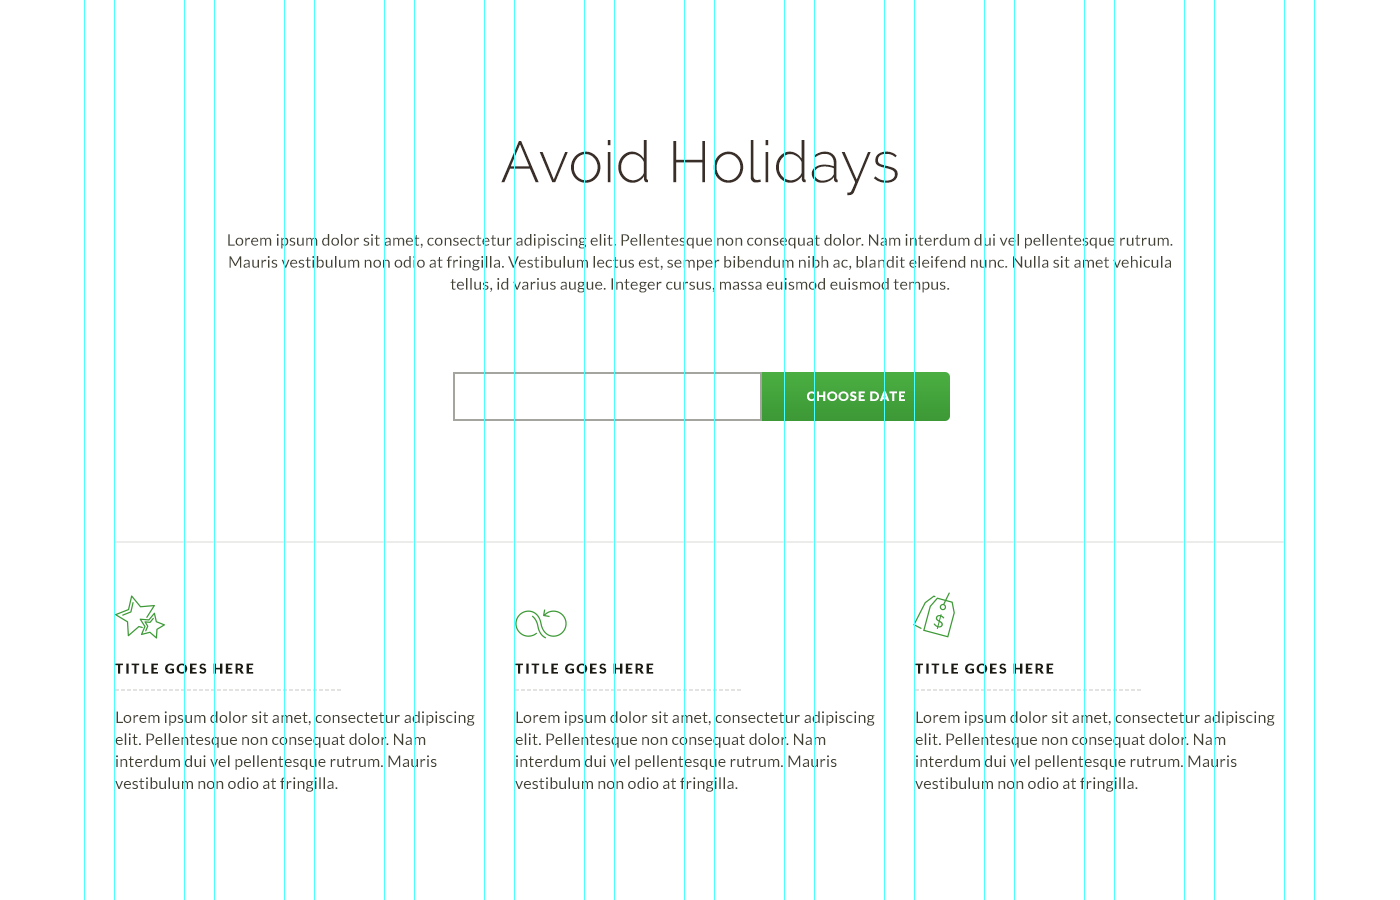 Avoid Holidays
Lorem ipsum dolor sit amet, consectetur adipiscing elit. Pellentesque non consequat dolor. Nam interdum dui vel pellentesque rutrum.
Mauris vestibulum non odio at fringilla. Vestibulum lectus est, semper bibendum nibh ac, blandit eleifend nunc. Nulla sit amet vehicula
tellus, id varius augue. Integer cursus, massa euismod euismod tempus.
CHOOSE DATE
$
TITLE GOES HERE
Lorem ipsum dolor sit amet, consectetur adipiscing
elit. Pellentesque non consequat dolor. Nam
interdum dui vel pellentesque rutrum. Mauris
vestibulum non odio at fringilla.
TITLE GOES HERE
Lorem ipsum dolor sit amet, consectetur adipiscing
elit. Pellentesque non consequat dolor. Nam
interdum dui vel pellentesque rutrum. Mauris
vestibulum non odio at fringilla.
TITLE GOES HERE
Lorem ipsum dolor sit amet, consectetur adipiscing
elit. Pellentesque non consequat dolor. Nam
interdum dui vel pellentesque rutrum. Mauris
vestibulum non odio at fringilla.